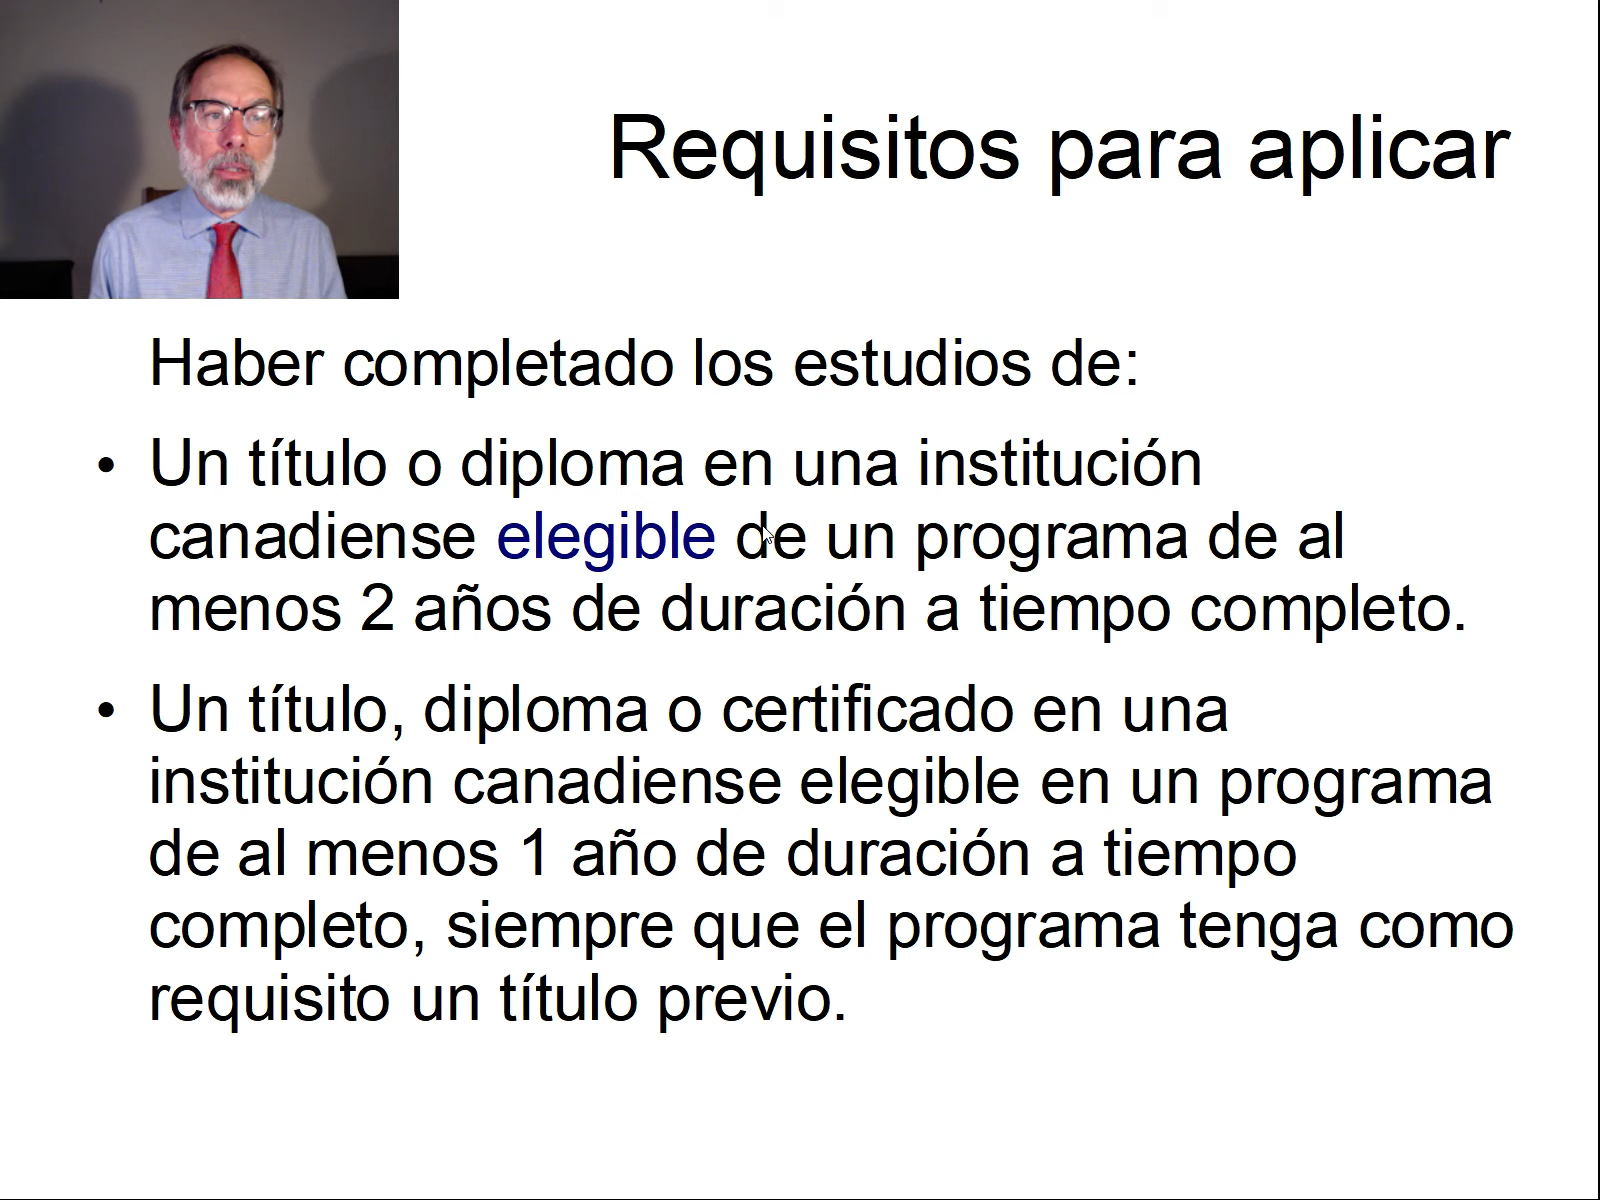 Requisitos para aplicar
Haber completado los estudios de:
• Un título o diploma en una institución
canadiense elegible de un programa de al
menos 2 años de duración a tiempo completo.
• Un título, diploma o certificado en una
institución canadiense elegible en un programa
de al menos 1 año de duración a tiempo
completo, siempre que el programa tenga como
requisito un título previo.